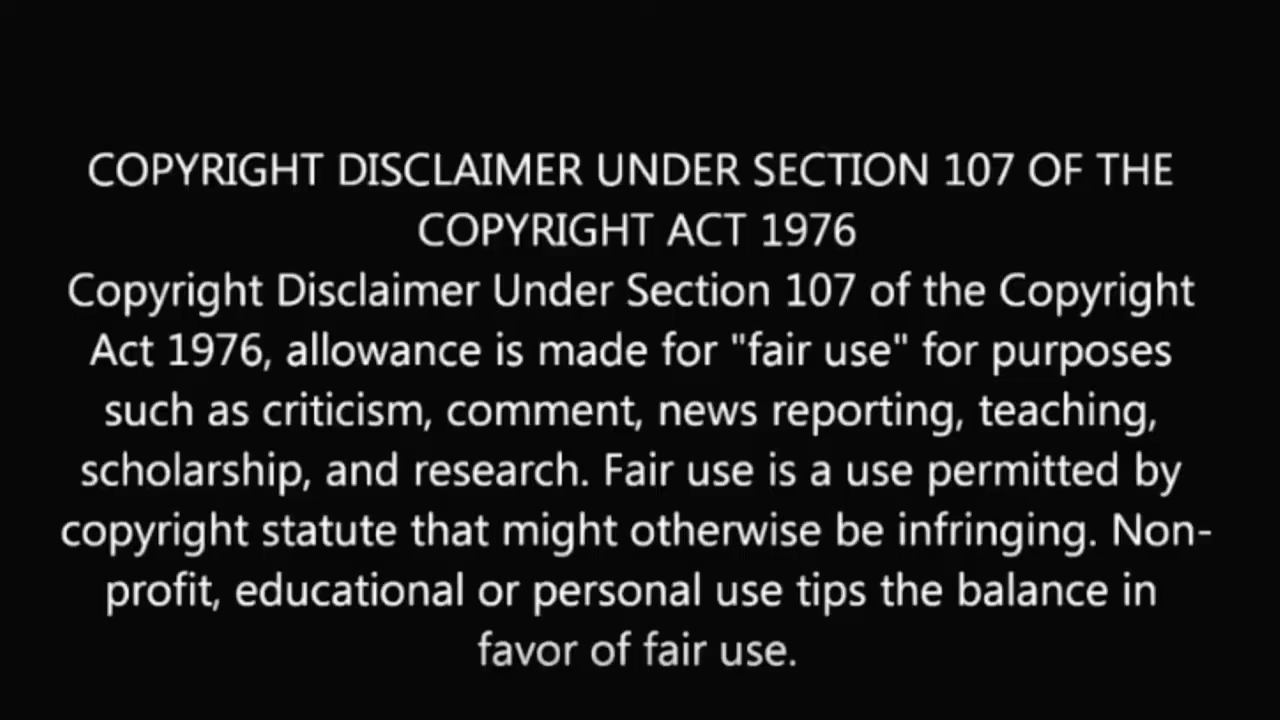 COPYRIGHT DISCLAIMER UNDER SECTION 107 OF THE
COPYRIGHT ACT 1976
Copyright Disclaimer Under Section 107 of the Copyright
Act 1976, allowance is made for "fair use" for purposes
such as criticism, comment, news reporting, teaching,
scholarship, and research. Fair use is a use permitted by
copyright statute that might otherwise be infringing. Non-
profit, educational or personal use tips the balance in
favor of fair use.